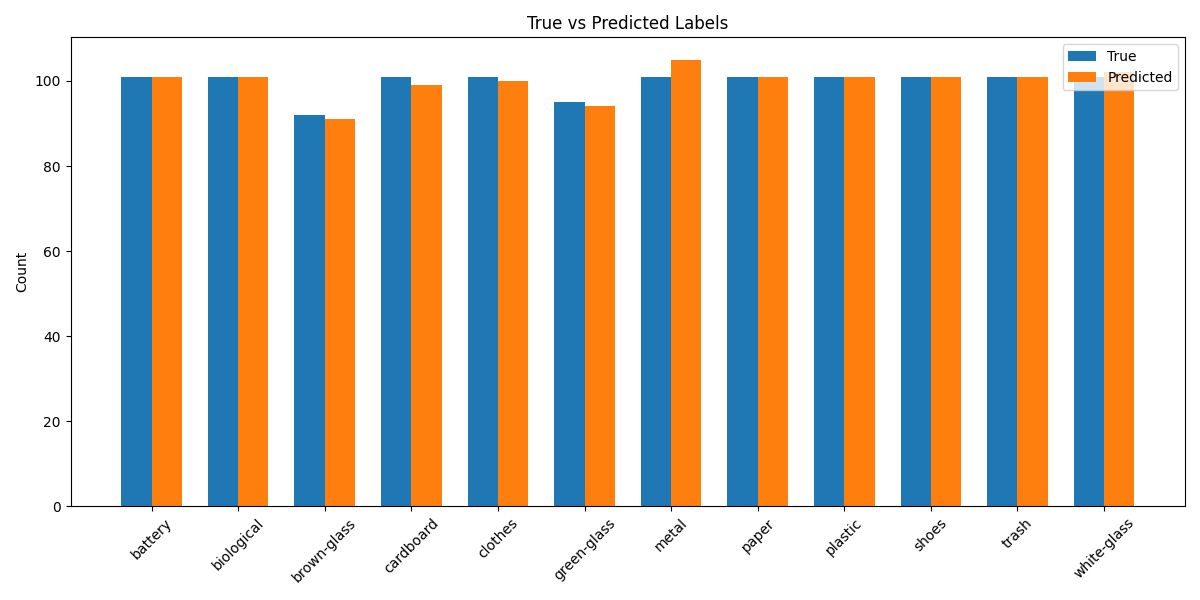 True vs Predicted Labels
True
Predicted
Count
100
80
60
40
20
0
battery
biological
brown-glass
cardboard
clothes
green-glass
metal
paper
plastic
shoes
trash
white-glass